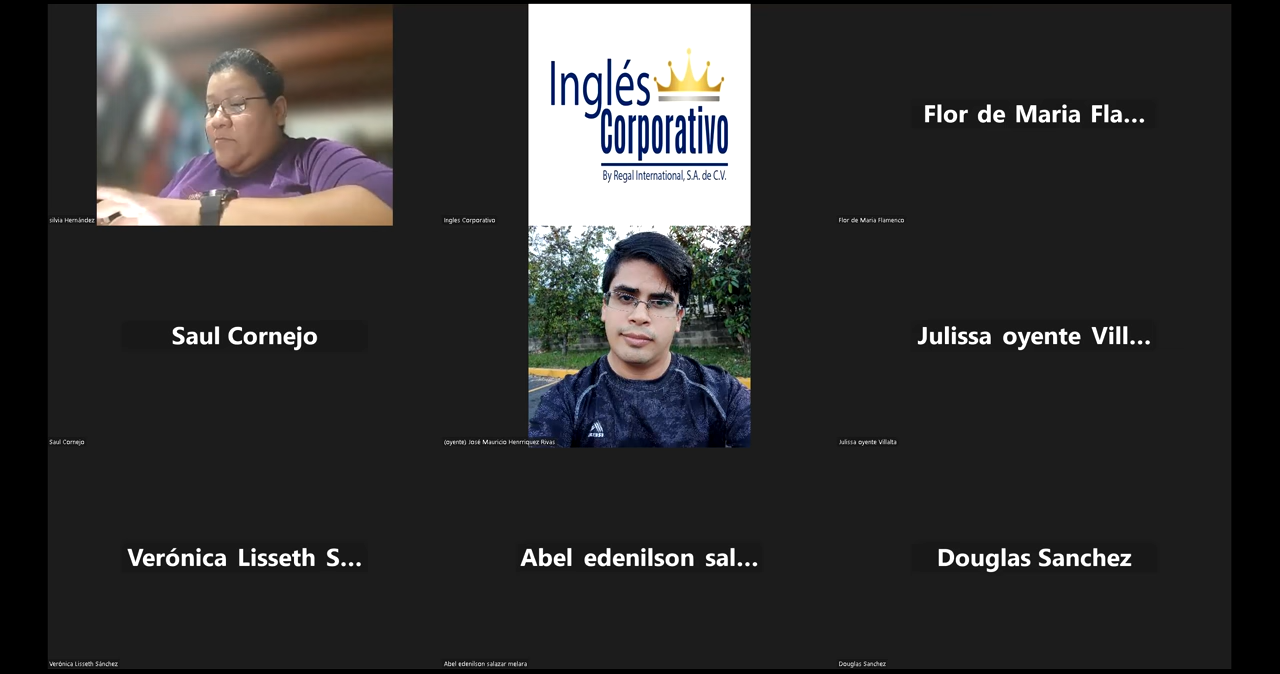 Inglés
Corporativo
By Regal International, S.A. de C.V.
Flor de Maria Fla...
silvia Hernández
Ingles Corporativo
Flor de Maria Flamenco
Saul Cornejo
Julissa oyente Vill...
Saul Cornejo
(oyente) José Mauricio Henriquez Rivas
Julissa oyente Villalta
Verónica Lisseth S...
Abel edenilson sal...
Douglas Sanchez
Verónica Lisseth Sánchez
Abel edenilson salazar melara
Douglas Sanchez